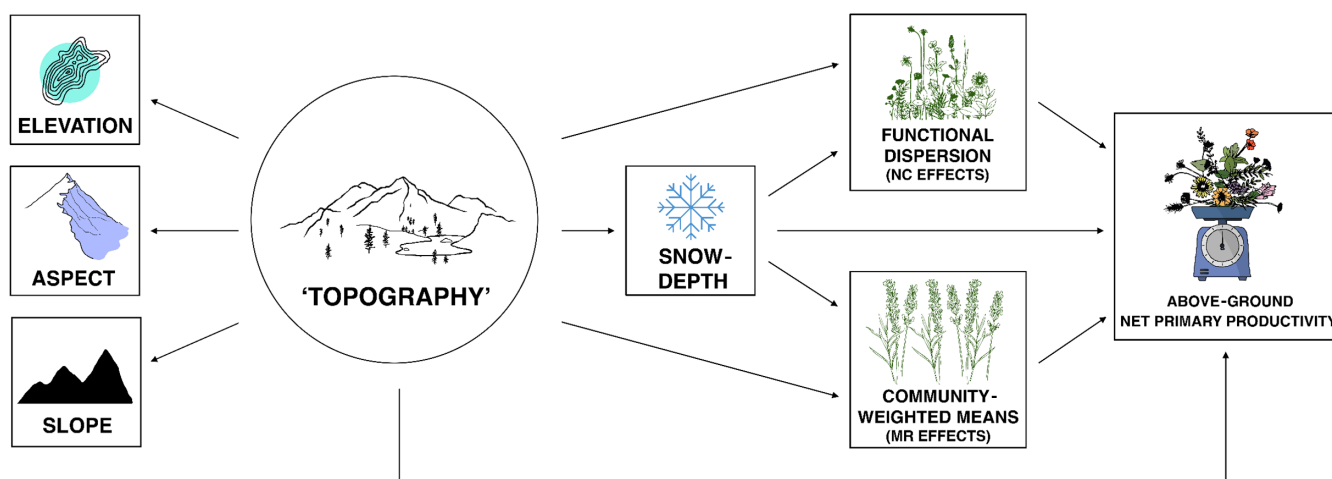 ELEVATION
ASPECT
SLOPE
'TOPOGRAPHY'
SNOW-
DEPTH
FUNCTIONAL
DISPERSION
(NC EFFECTS)
COMMUNITY-
WEIGHTED MEANS
(MR EFFECTS)
ABOVE-GROUND
NET PRIMARY PRODUCTIVITY